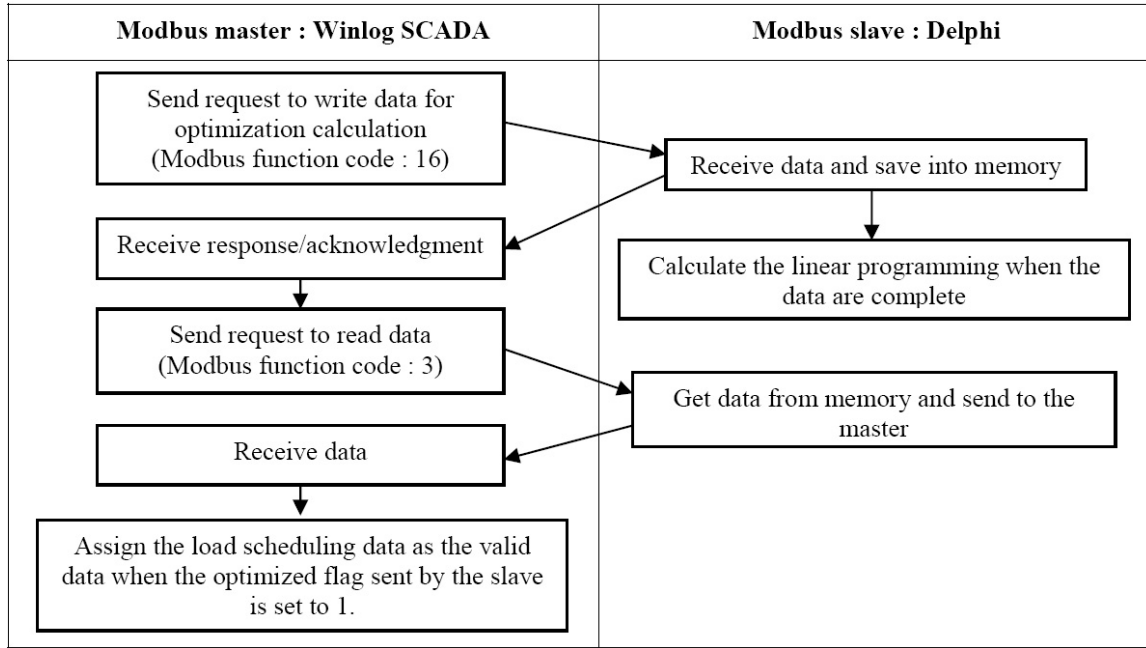 Modbus master : Winlog SCADA
Modbus slave : Delphi
Send request to write data for
optimization calculation
(Modbus function code : 16)
Receive data and save into memory
Receive response/acknowledgment
Calculate the linear programming when the
data are complete
Send request to read data
(Modbus function code : 3)
Get data from memory and send to the
master
Receive data
Assign the load scheduling data as the valid
data when the optimized flag sent by the slave
is set to 1.